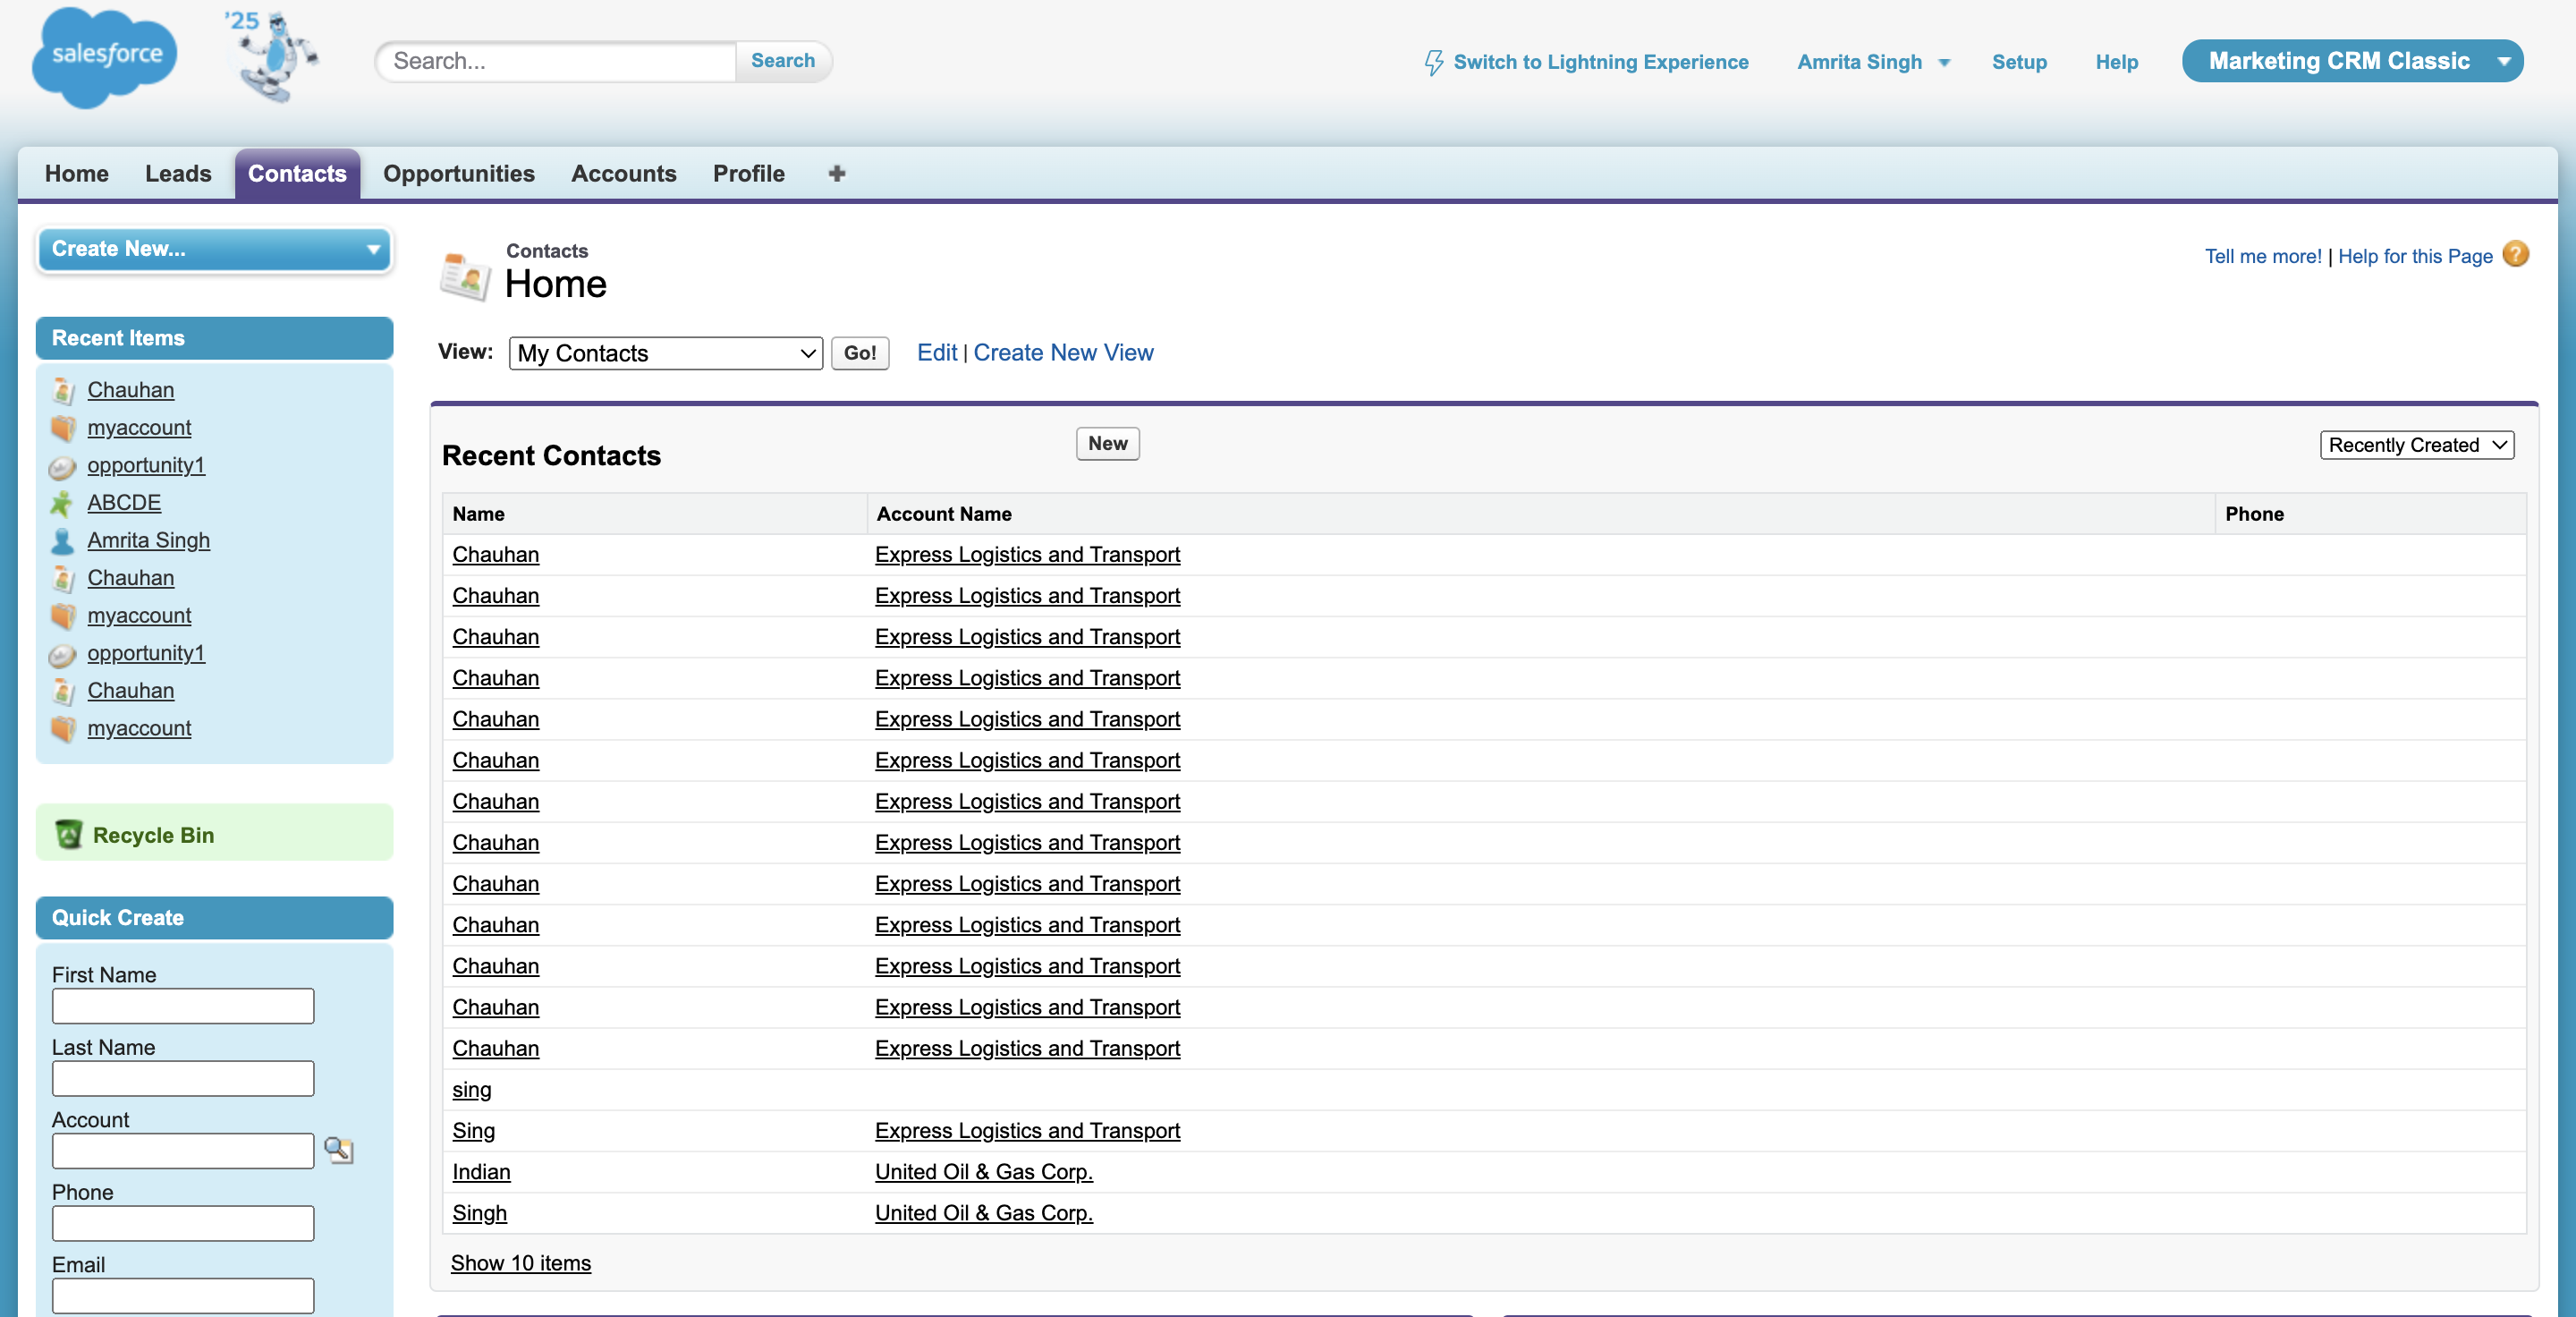 salesforce
'25
Search...
Search
Switch to Lightning Experience
Amrita Singh
Setup
Help
Marketing CRM Classic
Home
Leads
Contacts
Opportunities
Accounts
Profile
Create New...
Recent Items
Chauhan
myaccount
opportunity1
ABCDE
Amrita Singh
Chauhan
myaccount
opportunity1
Chauhan
myaccount
Recycle Bin
Quick Create
First Name
Last Name
Account
Phone
Email
Contacts
Home
Tell me more! | Help for this Page
View: My Contacts Go! Edit | Create New View
Recent Contacts New Recently Created
Name Account Name Phone
Chauhan Express Logistics and Transport
Chauhan Express Logistics and Transport
Chauhan Express Logistics and Transport
Chauhan Express Logistics and Transport
Chauhan Express Logistics and Transport
Chauhan Express Logistics and Transport
Chauhan Express Logistics and Transport
Chauhan Express Logistics and Transport
Chauhan Express Logistics and Transport
Chauhan Express Logistics and Transport
Chauhan Express Logistics and Transport
Chauhan Express Logistics and Transport
Chauhan Express Logistics and Transport
sing
Sing Express Logistics and Transport
Indian United Oil & Gas Corp.
Singh United Oil & Gas Corp.
Show 10 items